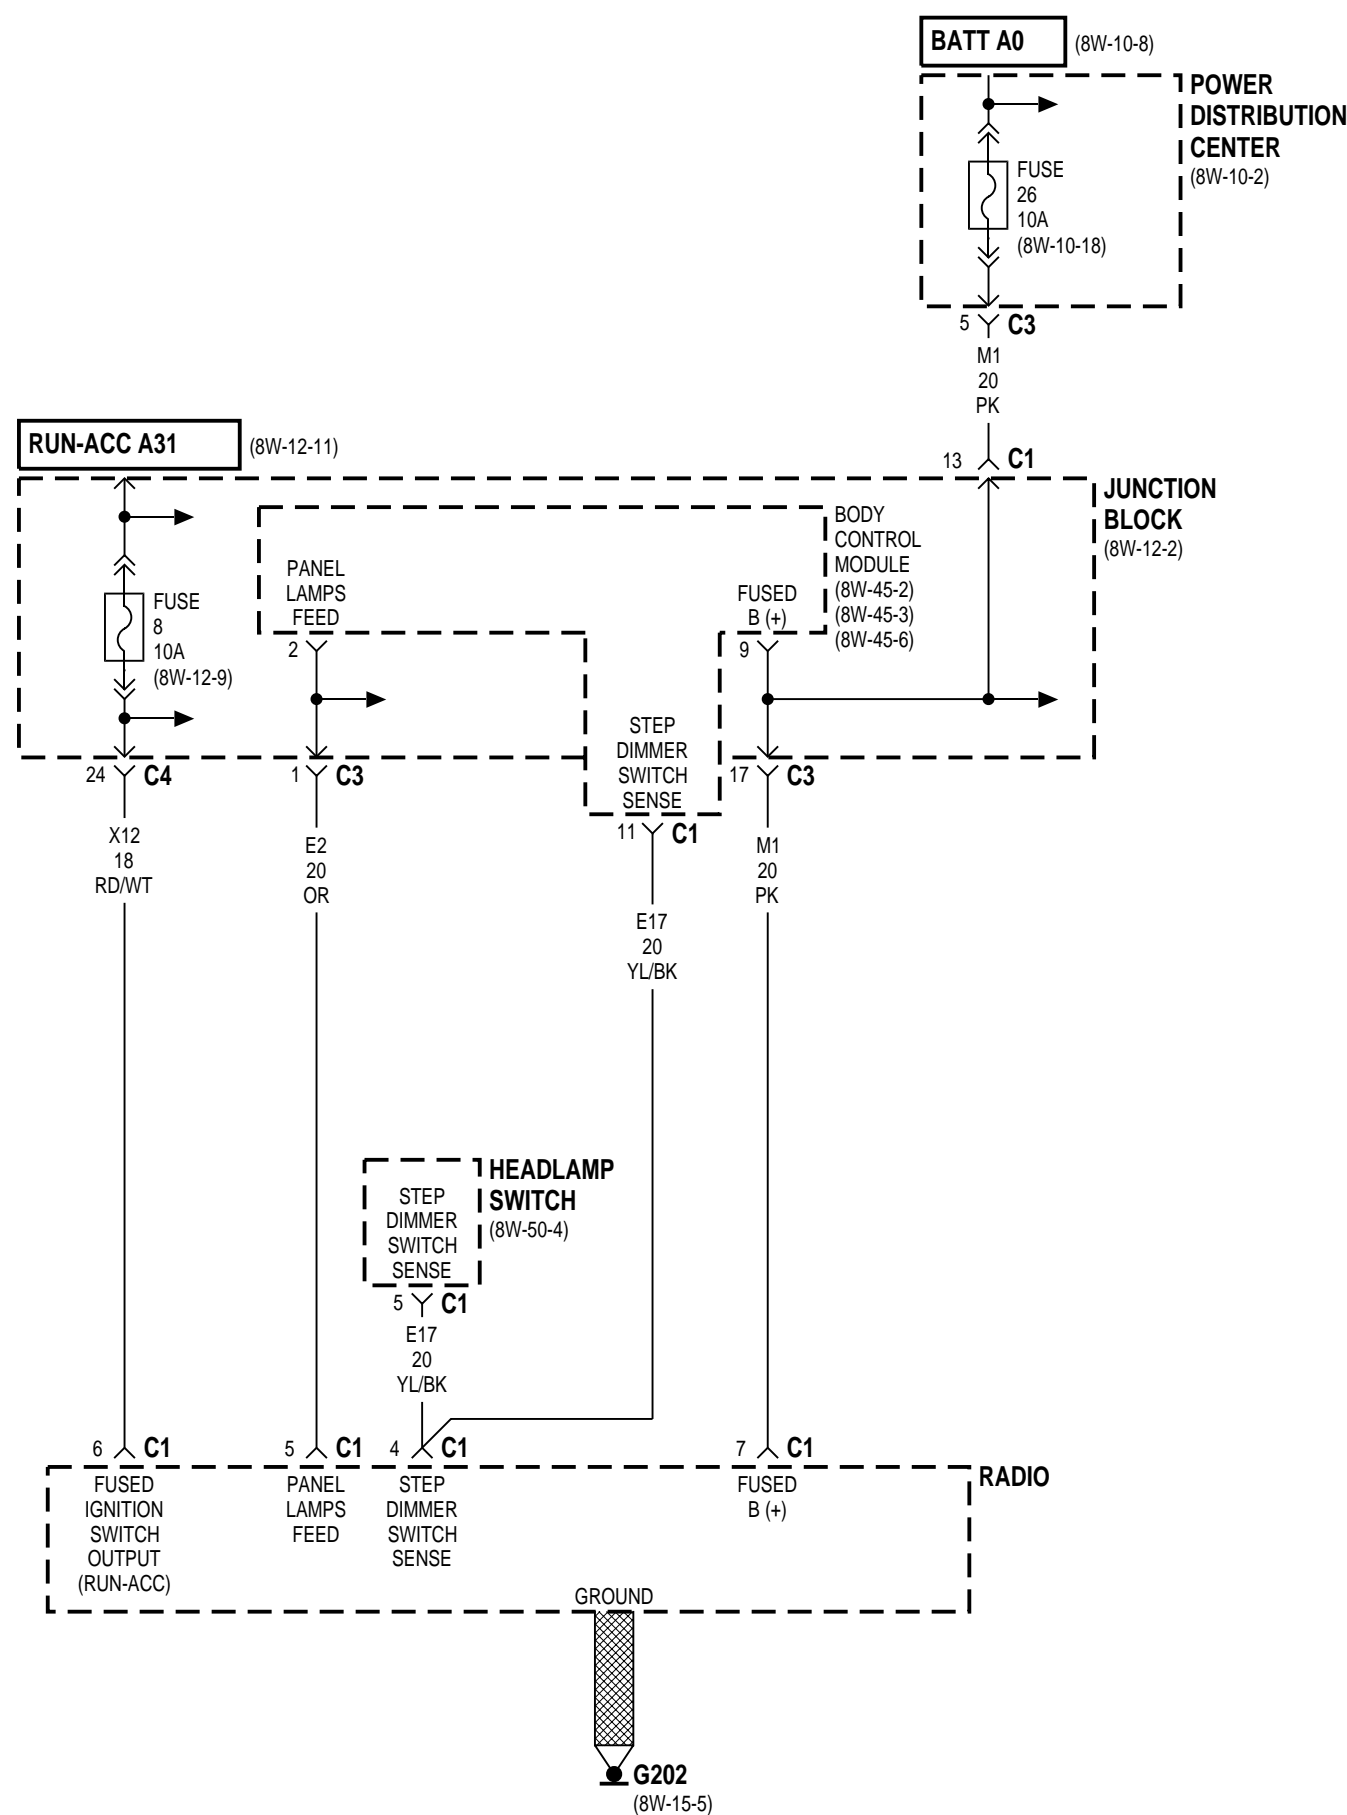 BATT A0
(8W-10-8)
POWER
DISTRIBUTION
CENTER
(8W-10-2)
FUSE
26
10A
(8W-10-18)
5 C3
M1
20
PK
RUN-ACC A31
(8W-12-11)
13 C1
JUNCTION
BLOCK
(8W-12-2)
BODY
CONTROL
MODULE
(8W-45-2)
(8W-45-3)
(8W-45-6)
PANEL
LAMPS
FEED
FUSED
B (+)
FUSE
8
10A
(8W-12-9)
2
9
STEP
DIMMER
SWITCH
SENSE
24 C4
1 C3
17 C3
11 C1
X12
18
RD/WT
E2
20
OR
E17
20
YL/BK
M1
20
PK
HEADLAMP
SWITCH
(8W-50-4)
STEP
DIMMER
SWITCH
SENSE
5 C1
E17
20
YL/BK
6 C1
5 C1
4 C1
7 C1
RADIO
FUSED
IGNITION
SWITCH
OUTPUT
(RUN-ACC)
PANEL
LAMPS
FEED
STEP
DIMMER
SWITCH
SENSE
FUSED
B (+)
GROUND
G202
(8W-15-5)